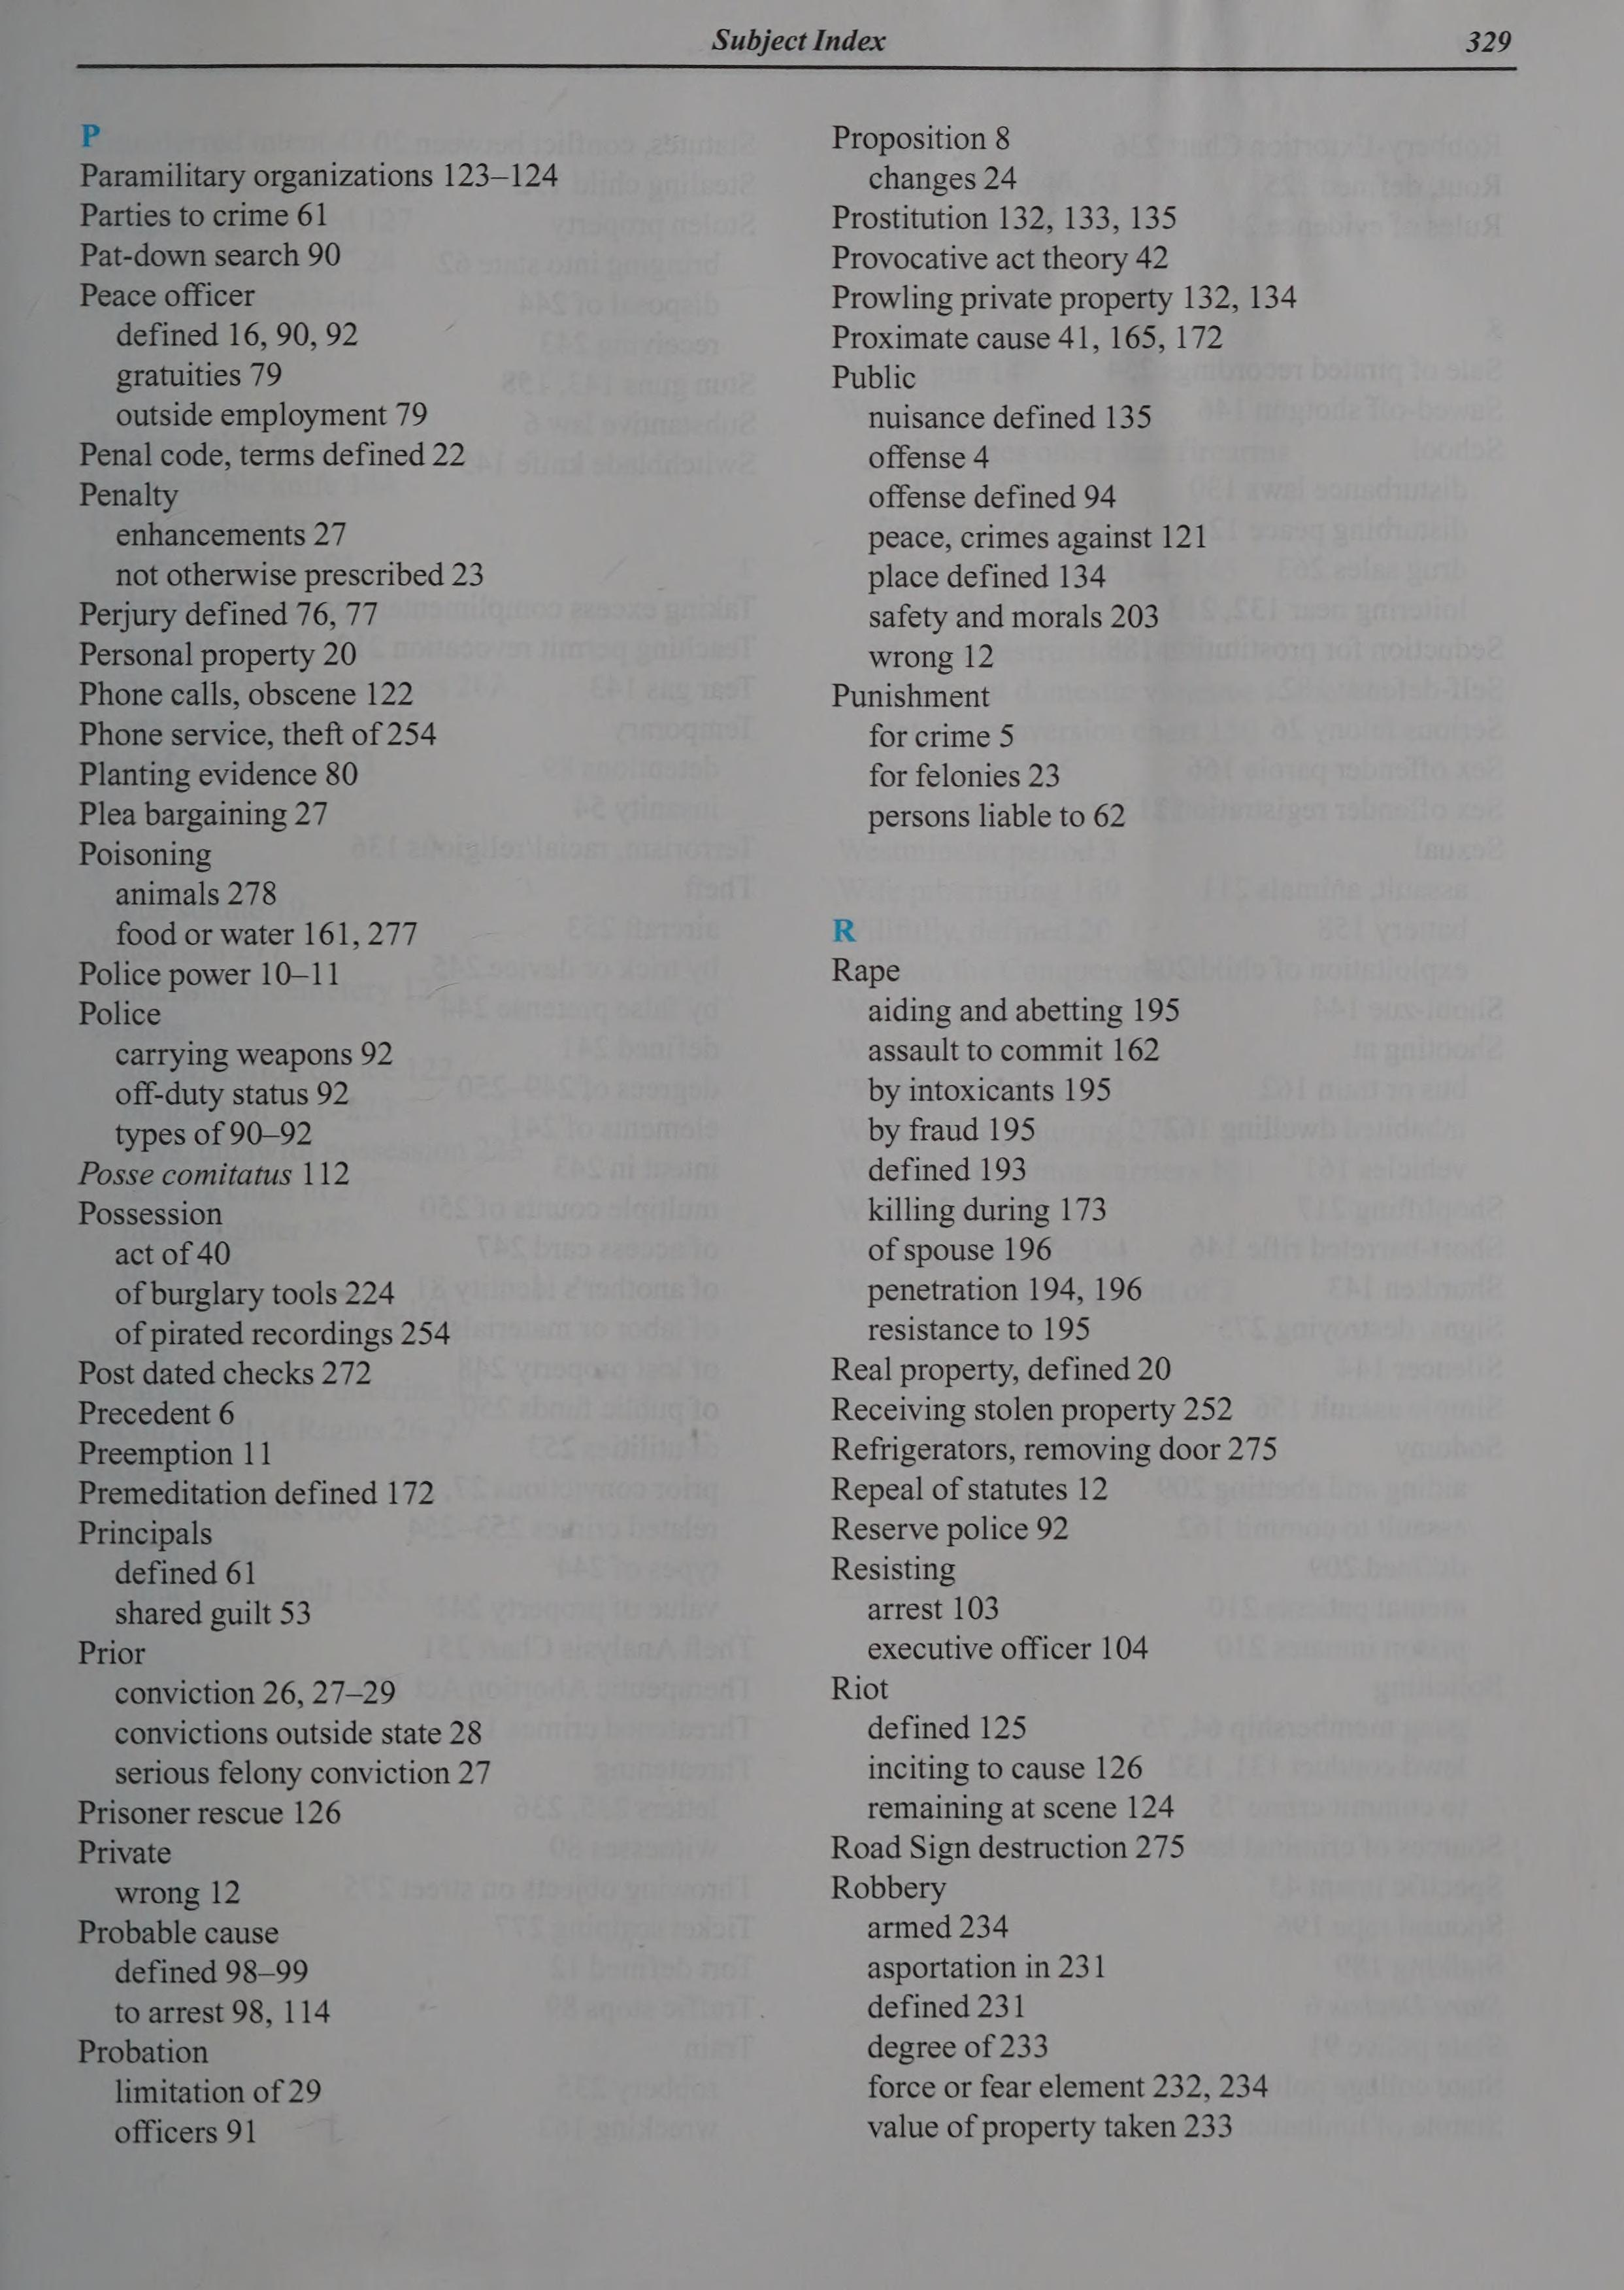 Subject Index
329
P
Paramilitary organizations 123–124
Parties to crime 61
Pat-down search 90
Peace officer
defined 16, 90, 92
gratuities 79
outside employment 79
Penal code, terms defined 22
Penalty
enhancements 27
not otherwise prescribed 23
Perjury defined 76, 77
Personal property 20
Phone calls, obscene 122
Phone service, theft of 254
Planting evidence 80
Plea bargaining 27
Poisoning
animals 278
food or water 161, 277
Police power 10–11
Police
carrying weapons 92
off-duty status 92
types of 90–92
Posse comitatus 112
Possession
act of 40
of burglary tools 224
of pirated recordings 254
Post dated checks 272
Precedent 6
Preemption 11
Premeditation defined 172
Principals
defined 61
shared guilt 53
Prior
conviction 26, 27–29
convictions outside state 28
serious felony conviction 27
Prisoner rescue 126
Private
wrong 12
Probable cause
defined 98–99
to arrest 98, 114
Probation
limitation of 29
officers 91
Proposition 8
changes 24
Prostitution 132, 133, 135
Provocative act theory 42
Prowling private property 132, 134
Proximate cause 41, 165, 172
Public
nuisance defined 135
offense 4
offense defined 94
peace, crimes against 121
place defined 134
safety and morals 203
wrong 12
Punishment
for crime 5
for felonies 23
persons liable to 62
R
Rape
aiding and abetting 195
assault to commit 162
by intoxicants 195
by fraud 195
defined 193
killing during 173
of spouse 196
penetration 194, 196
resistance to 195
Real property, defined 20
Receiving stolen property 252
Refrigerators, removing door 275
Repeal of statutes 12
Reserve police 92
Resisting
arrest 103
executive officer 104
Riot
defined 125
inciting to cause 126
remaining at scene 124
Road Sign destruction 275
Robbery
armed 234
asportation in 231
defined 231
degree of 233
force or fear element 232, 234
value of property taken 233